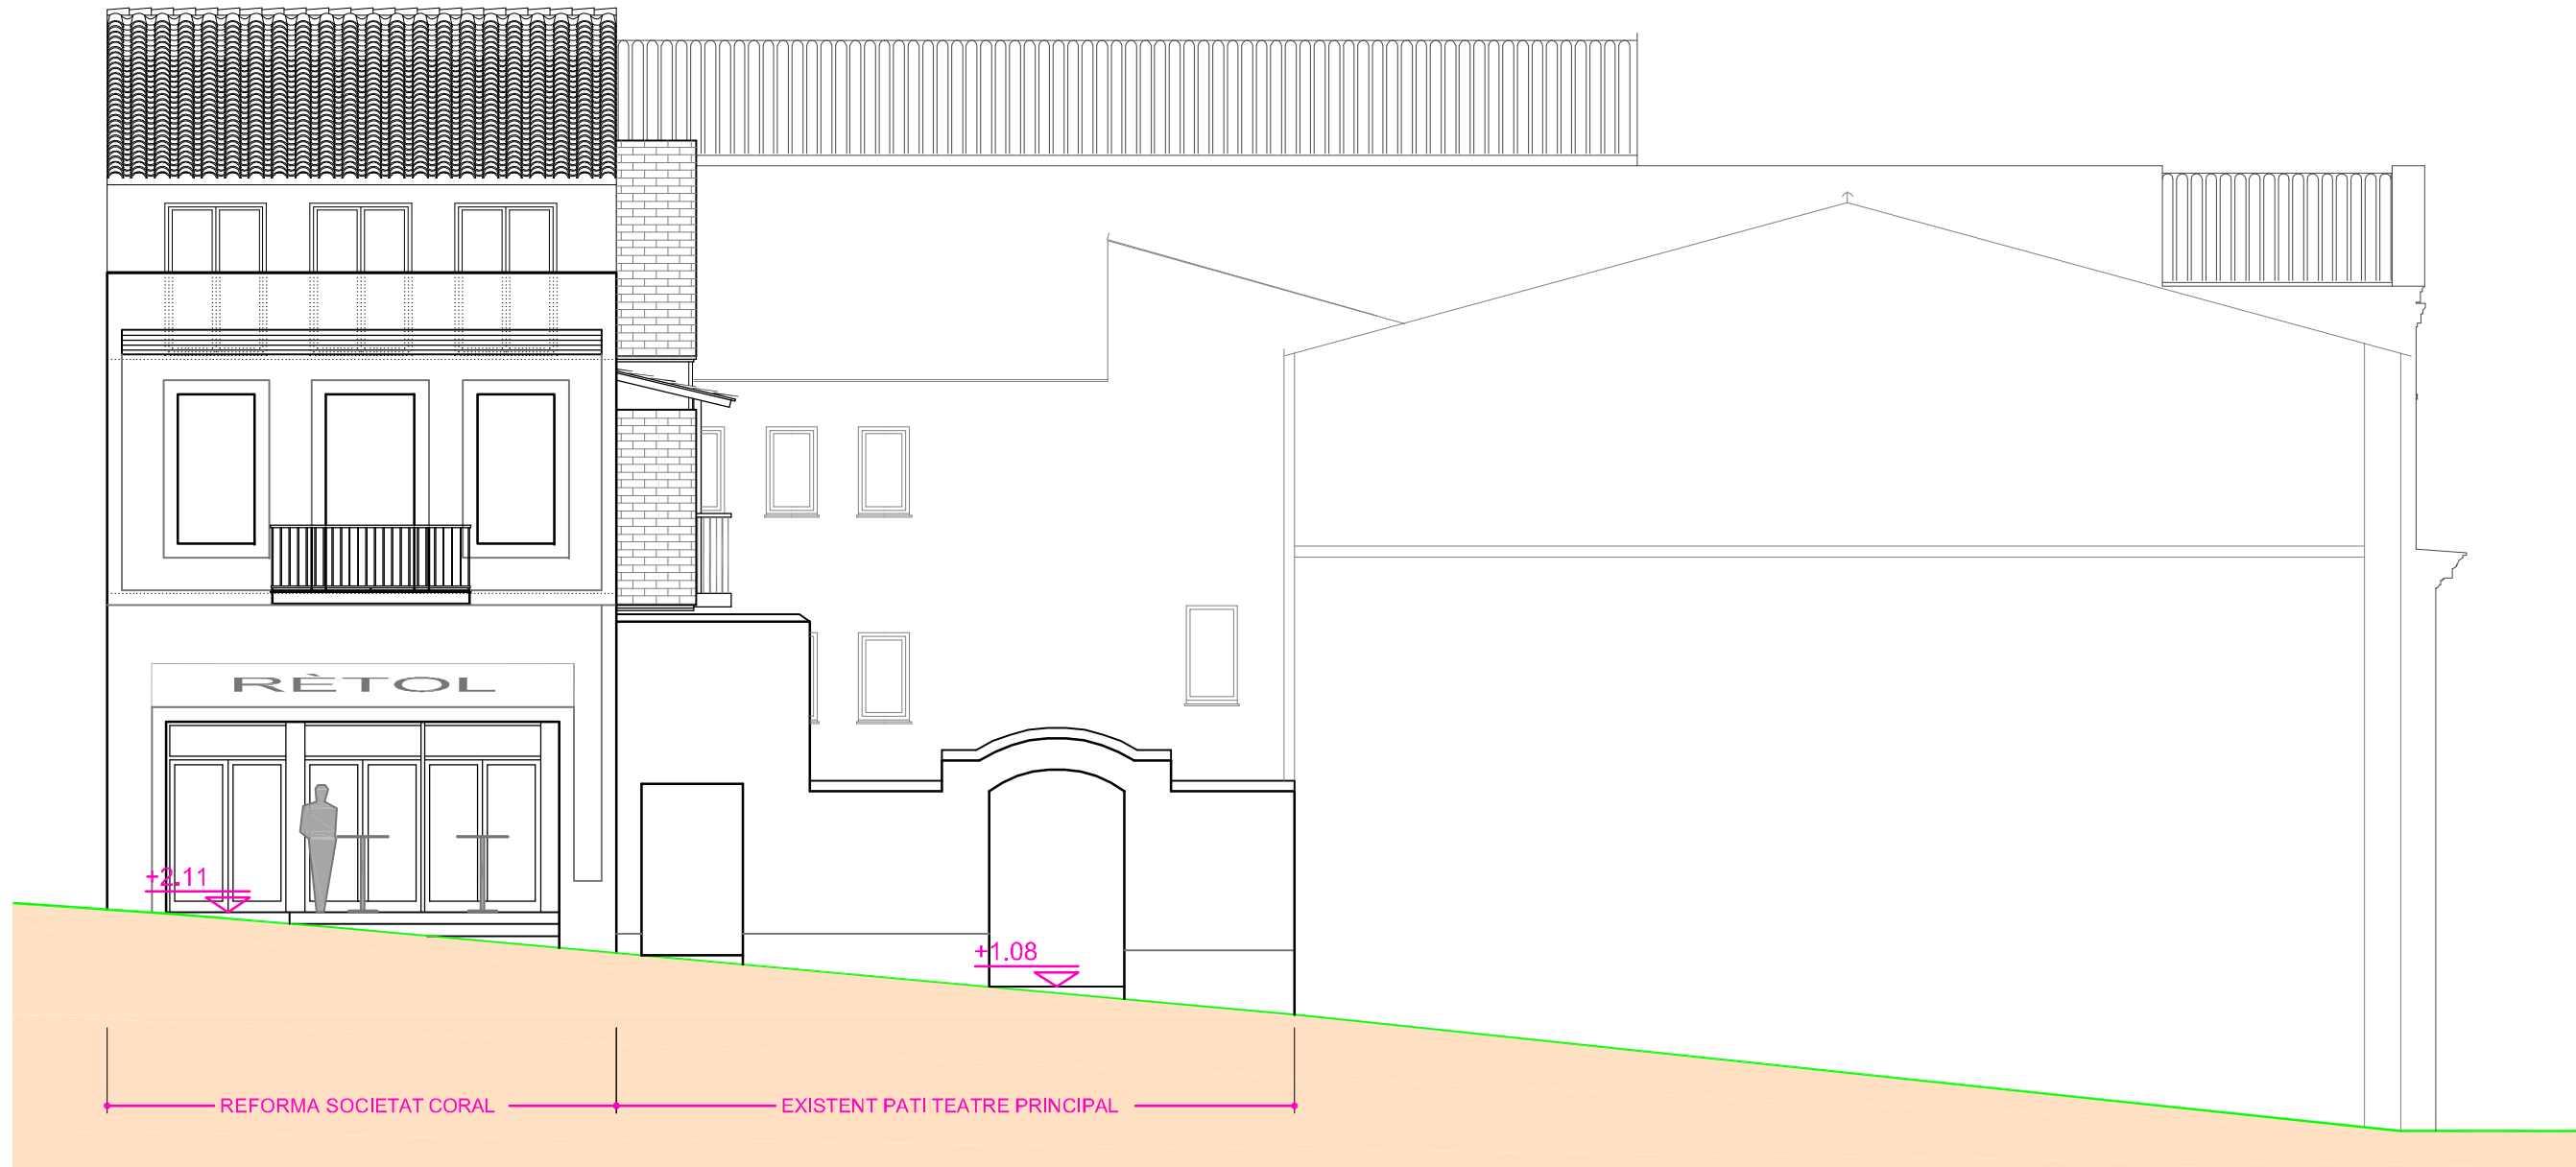 RÈTOL
+2.11
+1.08
REFORMA SOCIETAT CORAL
EXISTENT PATI TEATRE PRINCIPAL